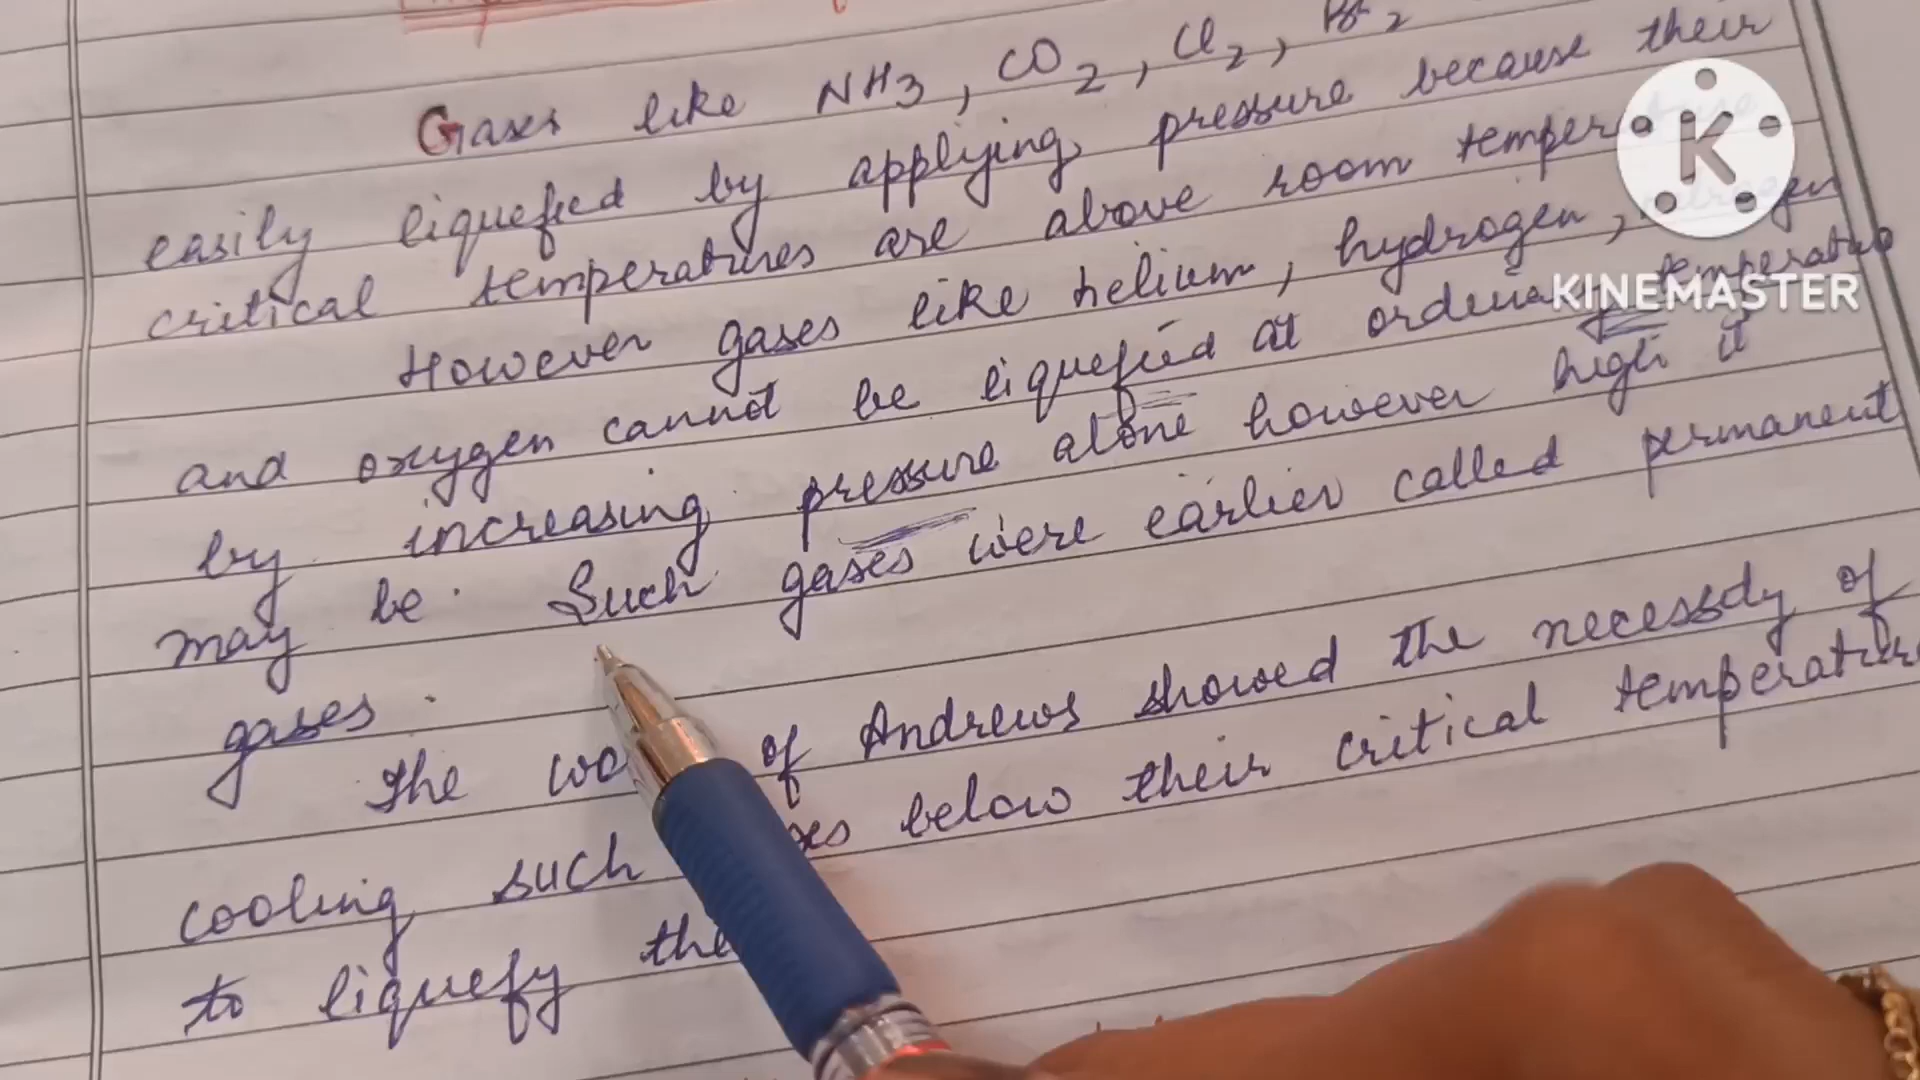 Gases like NH3, CO2, Cl2, Br2
easily liquefied by applying pressure because their
critical temperatures are above room temperature
However gases like helium, hydrogen, nitrogen
and oxygen cannot be liquefied at ordinary temperature
by increasing pressure alone however high it
may be. Such gases were earlier called permanent
gases.
The of Andrews showed the necessity of
cooling such below their critical temperature
to liquefy
KINEMASTER